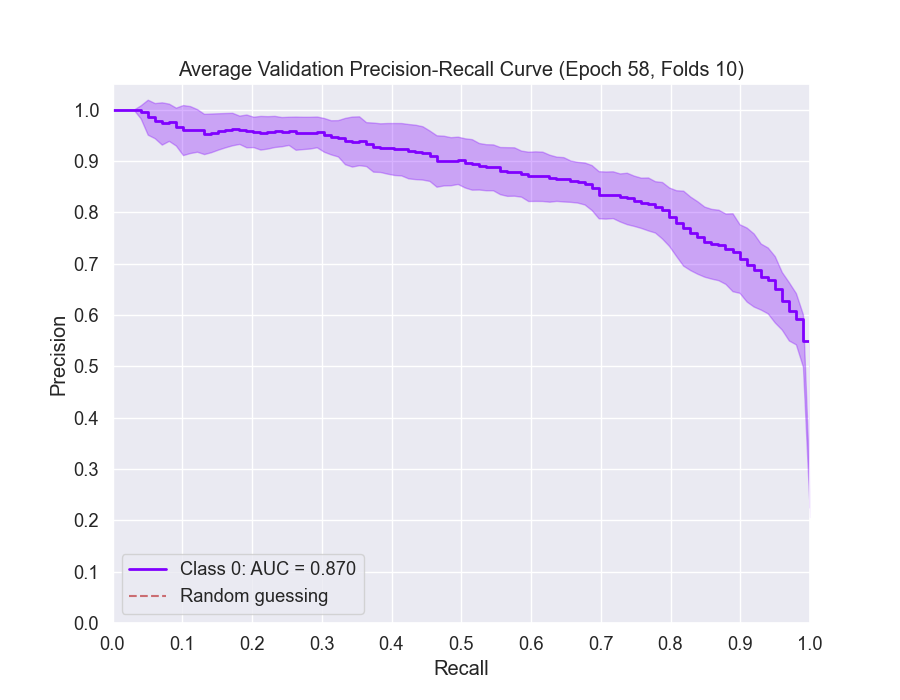 Average Validation Precision-Recall Curve (Epoch 58, Folds 10)
1.0
0.9
0.8
0.7
0.6
0.5
0.4
0.3
0.2
0.1
0.0
Precision
Class 0: AUC = 0.870
Random guessing
0.0 0.1 0.2 0.3 0.4 0.5 0.6 0.7 0.8 0.9 1.0
Recall